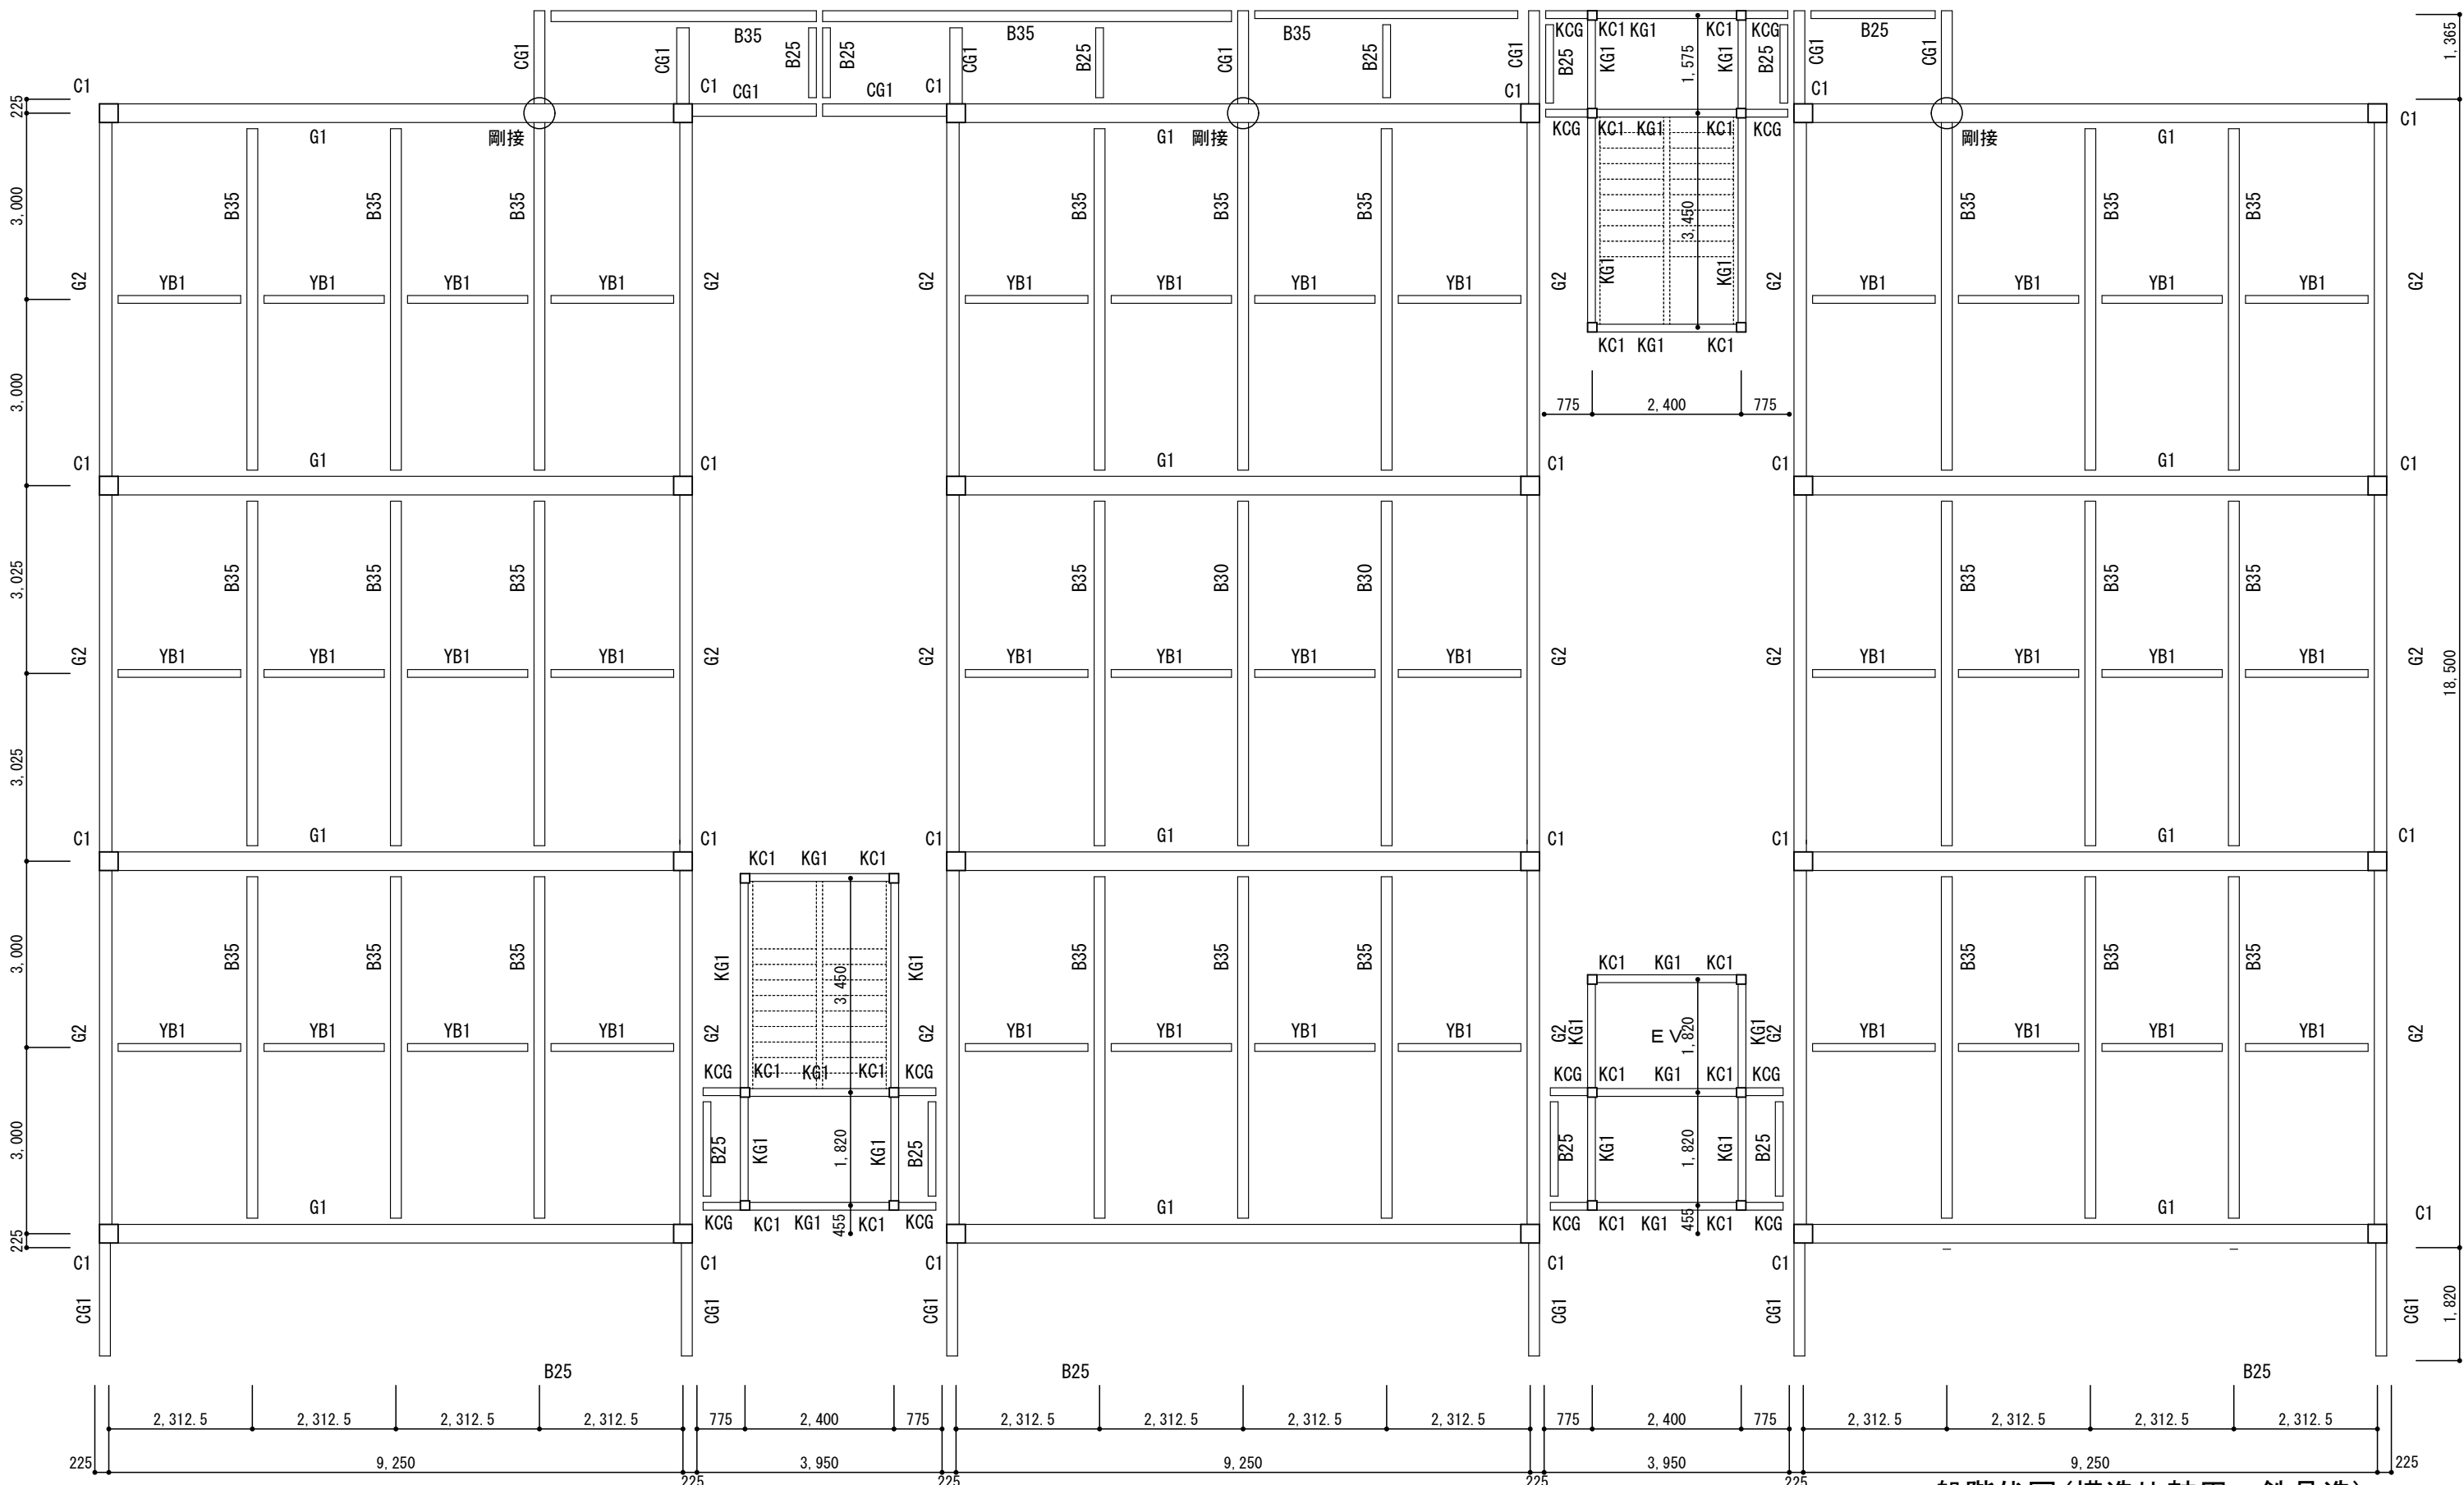 B35 B25 B25 B35 B25 B35 B25 KCG KC1 KG1 KC1 KCG B25
CG1 CG1 CG1 CG1 CG1 B25 KG1 1,575 KG1 B25 CG1 CG1 1,365
C1 C1 CG1 CG1 C1 C1 C1
225 C1
G1 剛接 G1 剛接 KCG KC1 KG1 KC1 KCG 剛接 G1
3,000 B35 B35 B35 B35 B35 B35 3,450 B35 B35 B35
G2 YB1 YB1 YB1 YB1 G2 G2 YB1 YB1 YB1 YB1 G2 KG1 KG1 G2 YB1 YB1 YB1 YB1 G2
KC1 KG1 KC1
3,000 775 2,400 775
C1 G1 C1 G1 C1 C1 G1 C1
3,025 B35 B35 B35 B35 B30 B30 B35 B35 B35
G2 YB1 YB1 YB1 YB1 G2 G2 YB1 YB1 YB1 YB1 G2 G2 YB1 YB1 YB1 YB1 G2
18,500
3,025
C1 G1 C1 C1 G1 C1 C1 G1 C1
KC1 KG1 KC1
3,000 B35 B35 B35 KG1 3,450 KG1 B35 B35 B35 KC1 KG1 KC1 B35 B35 B35
G2 YB1 YB1 YB1 YB1 G2 G2 YB1 YB1 YB1 YB1 G2 KG1 EV 1,820 KG1 G2 YB1 YB1 YB1 YB1 G2
KCG KC1 KG1 KC1 KCG KCG KC1 KG1 KC1 KCG
3,000 B25 KG1 1,820 KG1 B25 B25 KG1 1,820 KG1 B25
G1 G1 G1 C1
225 KCG KC1 KG1 455 KC1 KCG KCG KC1 KG1 455 KC1 KCG
C1 C1 C1 C1 C1
CG1 CG1 CG1 CG1 CG1 CG1 1,820
B25 B25 B25
2,312.5 2,312.5 2,312.5 2,312.5 775 2,400 775 2,312.5 2,312.5 2,312.5 2,312.5 775 2,400 775 2,312.5 2,312.5 2,312.5 2,312.5
225 9,250 3,950 9,250 3,950 9,250 225
225 225 225 225